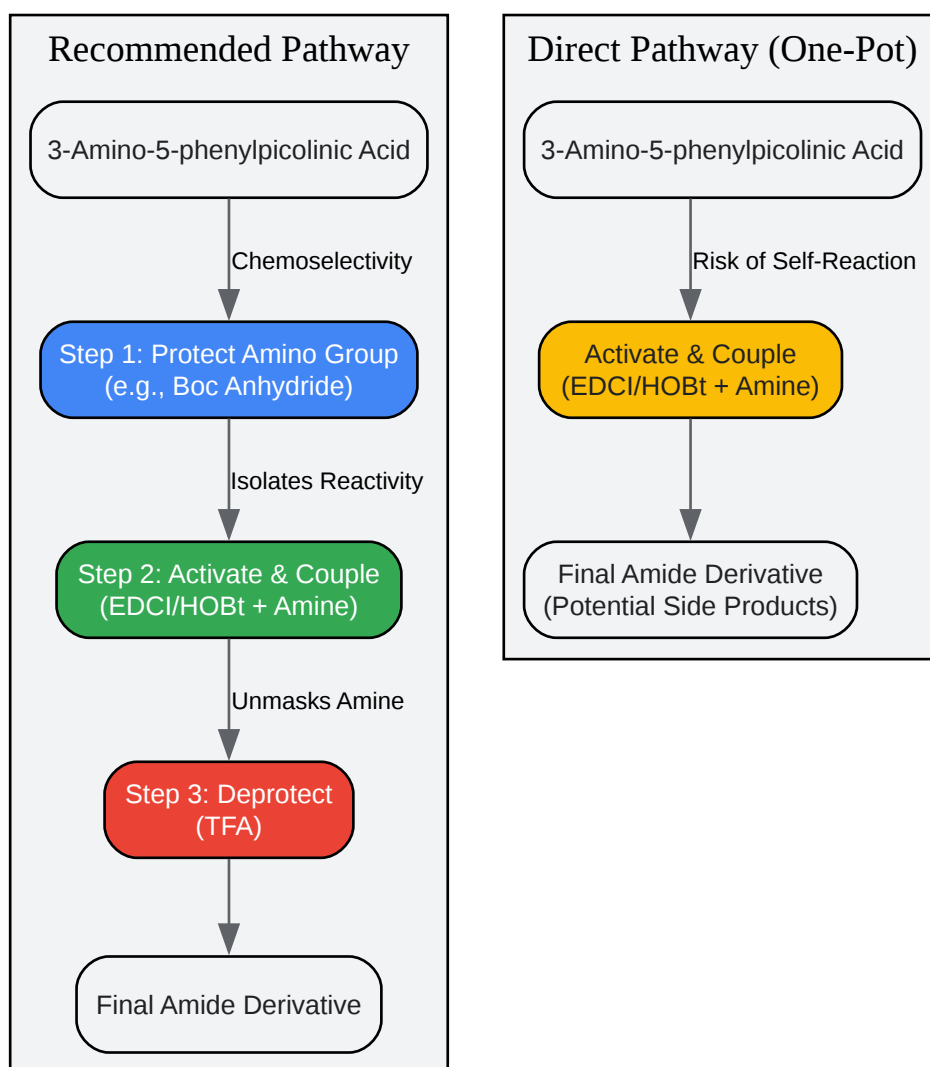 Recommended Pathway
3-Amino-5-phenylpicolinic Acid
Chemoselectivity
Step 1: Protect Amino Group
(e.g., Boc Anhydride)
Isolates Reactivity
Step 2: Activate & Couple
(EDCI/HOBt + Amine)
Unmasks Amine
Step 3: Deprotect
(TFA)
Final Amide Derivative
Direct Pathway (One-Pot)
3-Amino-5-phenylpicolinic Acid
Risk of Self-Reaction
Activate & Couple
(EDCI/HOBt + Amine)
Final Amide Derivative
(Potential Side Products)